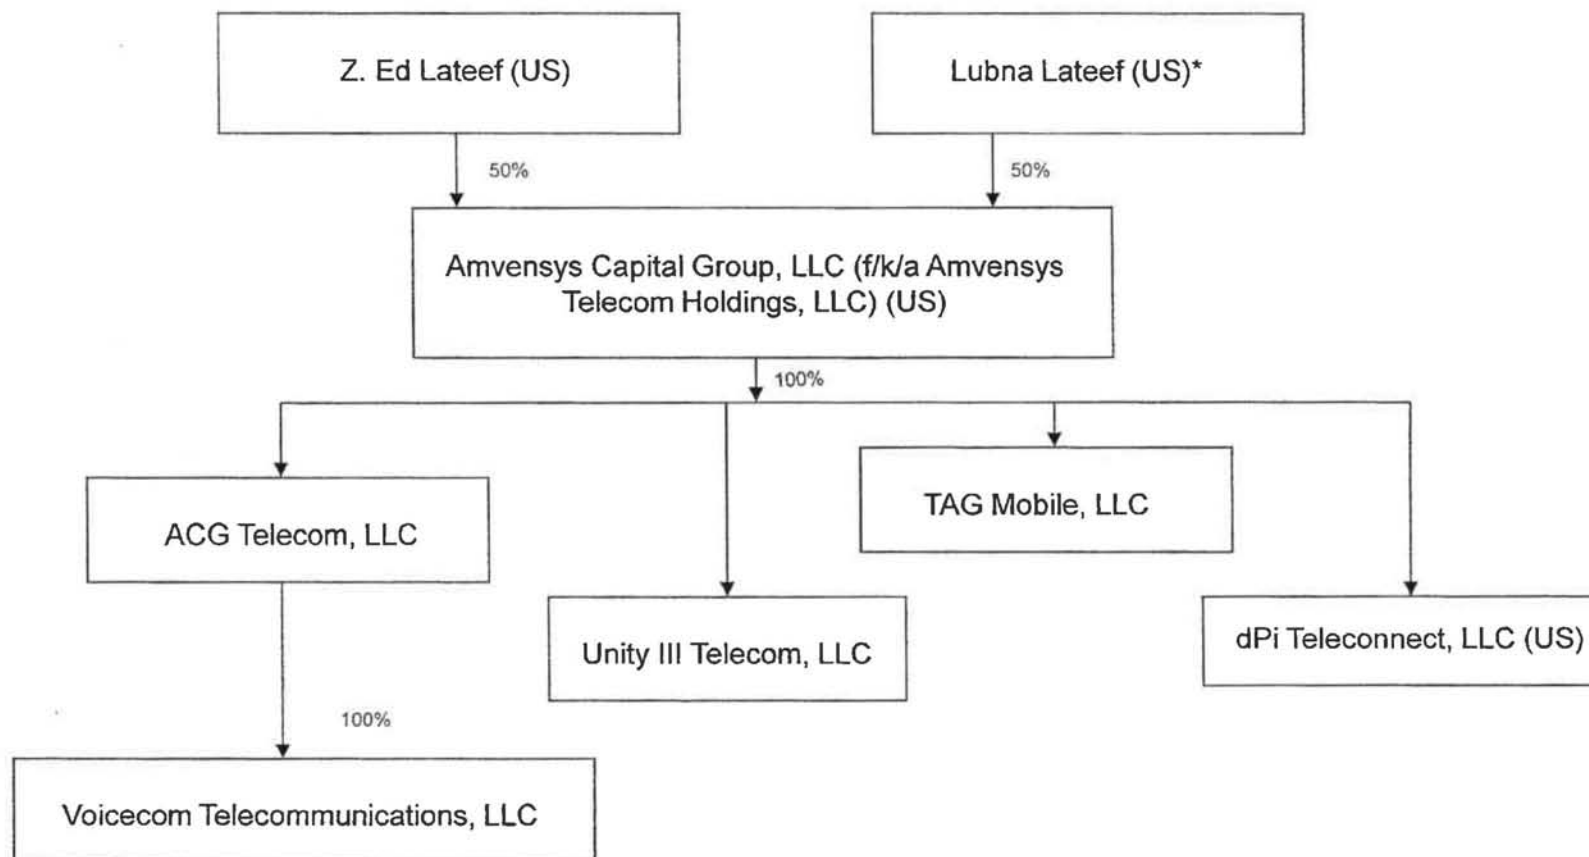 Z. Ed Lateef (US)
Lubna Lateef (US)*
50%
50%
Amvensys Capital Group, LLC (f/k/a Amvensys
Telecom Holdings, LLC) (US)
100%
TAG Mobile, LLC
ACG Telecom, LLC
Unity III Telecom, LLC
dPi Teleconnect, LLC (US)
100%
Voicecom Telecommunications, LLC